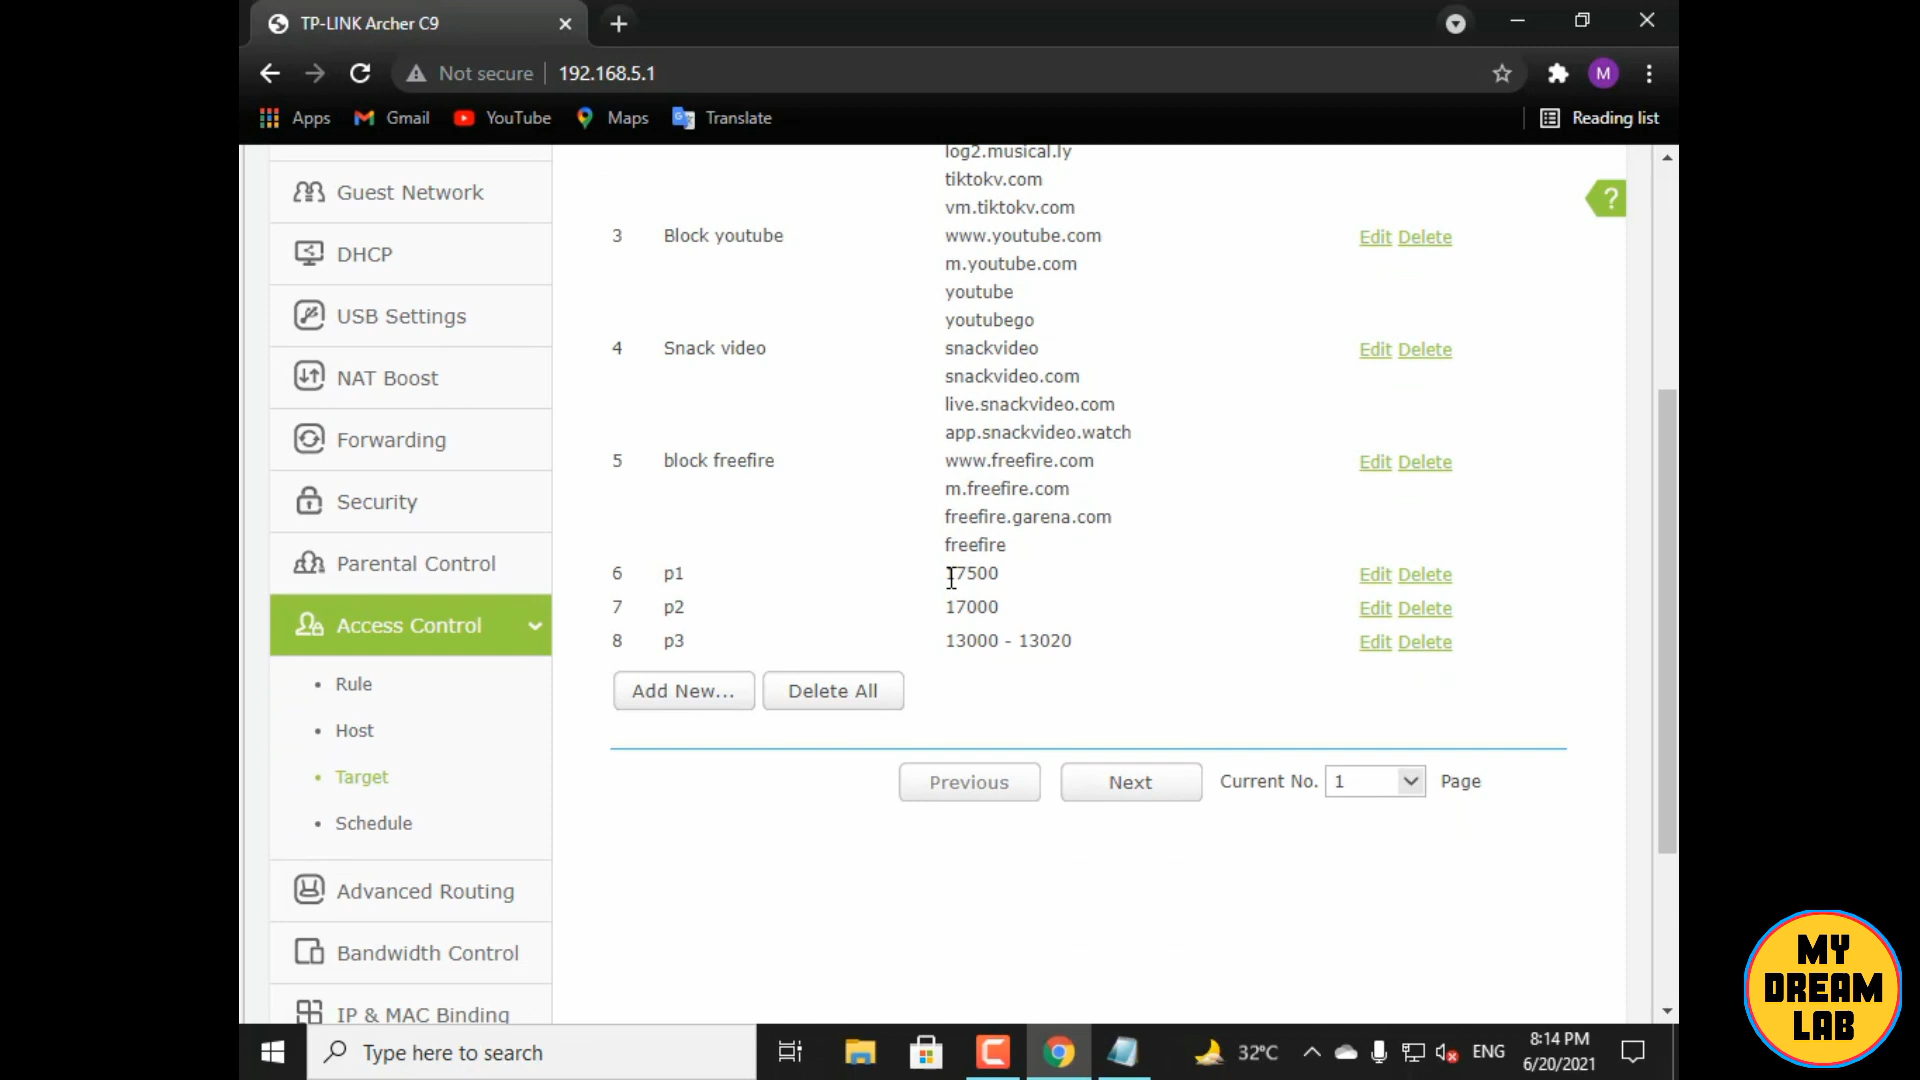 TP-LINK Archer C9
Not secure 192.168.5.1
M
Apps Gmail YouTube Maps Translate Reading list
Guest Network
DHCP
USB Settings
NAT Boost
Forwarding
Security
Parental Control
Access Control
Rule
Host
Target
Schedule
Advanced Routing
Bandwidth Control
IP & MAC Binding
log2.musical.ly
tiktokv.com
vm.tiktokv.com
3 Block youtube www.youtube.com Edit Delete
m.youtube.com
youtube
youtubego
4 Snack video snackvideo Edit Delete
snackvideo.com
live.snackvideo.com
app.snackvideo.watch
5 block freefire www.freefire.com Edit Delete
m.freefire.com
freefire.garena.com
freefire
6 p1 7500 Edit Delete
7 p2 17000 Edit Delete
8 p3 13000 - 13020 Edit Delete
Add New... Delete All
Previous Next Current No. 1 Page
?
Type here to search
32°C ENG 8:14 PM
6/20/2021
MY
DREAM
LAB